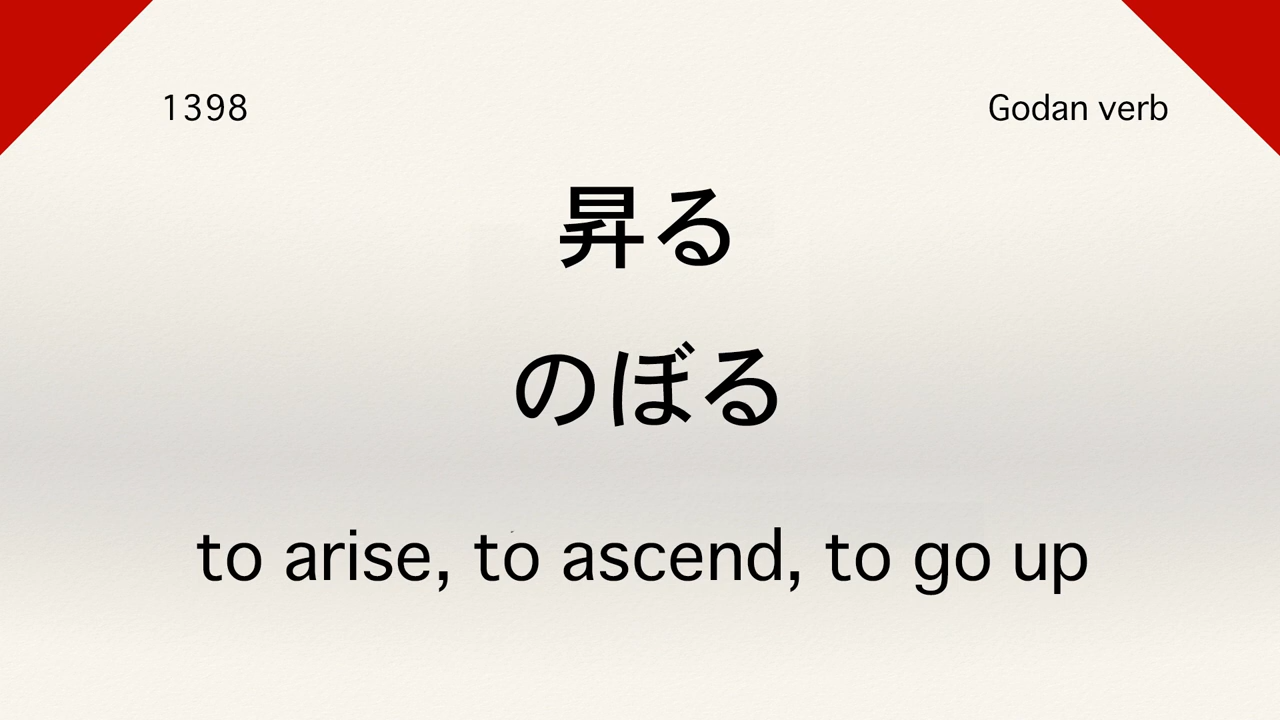 1398
Godan verb
昇る
のぼる
to arise, to ascend, to go up